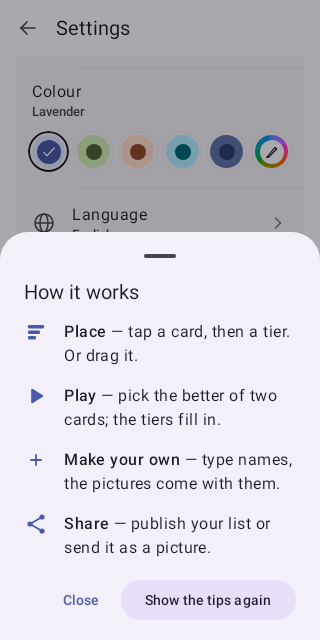 Settings
Colour
Lavender
Language
How it works
Place — tap a card, then a tier.
Or drag it.
Play — pick the better of two
cards; the tiers fill in.
Make your own — type names,
the pictures come with them.
Share — publish your list or
send it as a picture.
Close
Show the tips again